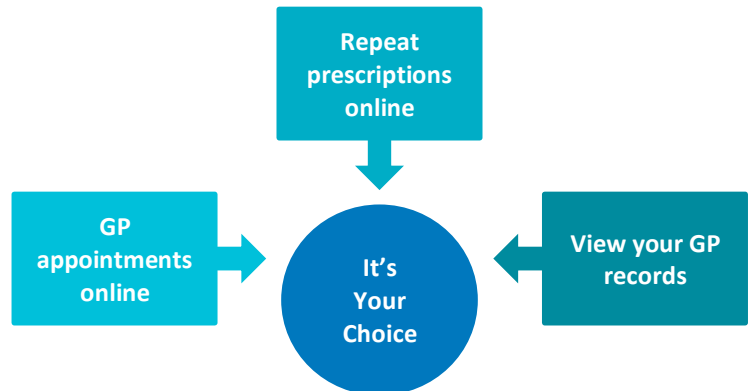 Repeat
prescriptions
online
GP
appointments
online
It’s
Your
Choice
View your GP
records